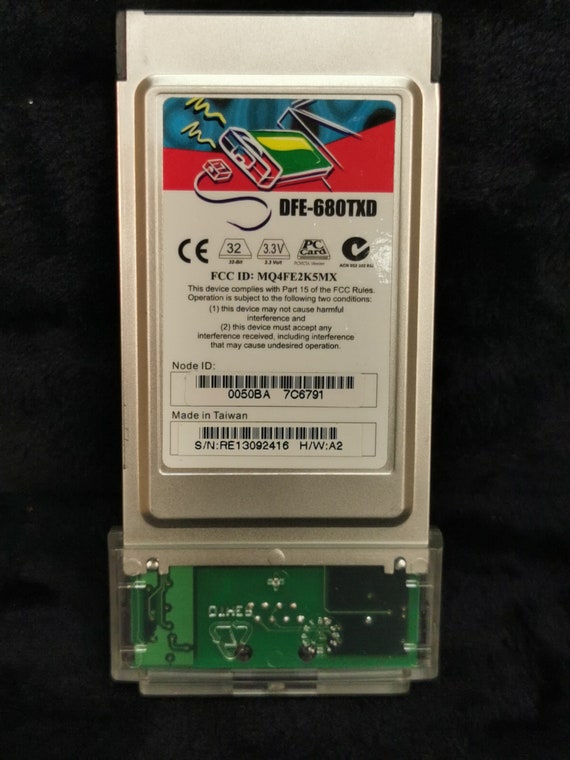 DFE-680TXD
CE 32 3.3V PC Card
32-Bit 3.3 Volt
FCC ID: MQ4FE2K5MX
This device complies with Part 15 of the FCC Rules.
Operation is subject to the following two conditions:
(1) this device may not cause harmful
interference and
(2) this device must accept any
interference received, including interference
that may cause undesired operation.
Node ID:
0050BA 7C6791
Made in Taiwan
S/N:RE13092416 H/W:A2